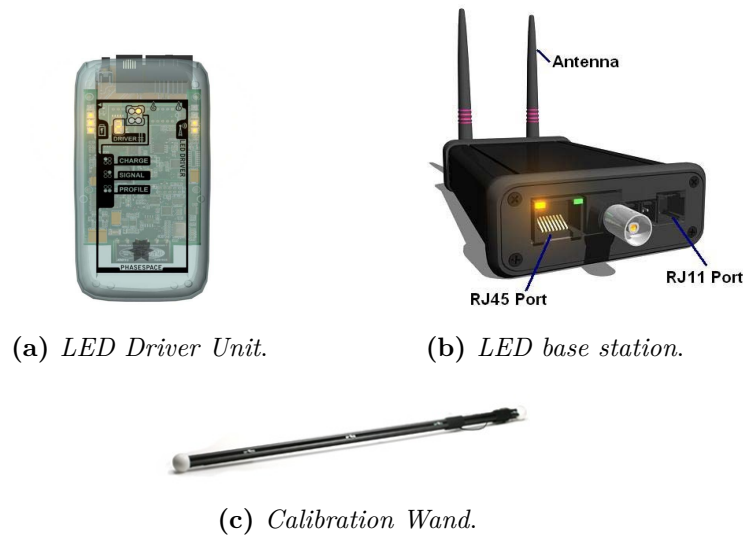 DRIVER
LED DRIVER
CHARGE
SIGNAL
PROFILE
PHASESPACE
Antenna
RJ45 Port
RJ11 Port
(a) LED Driver Unit.
(b) LED base station.
(c) Calibration Wand.